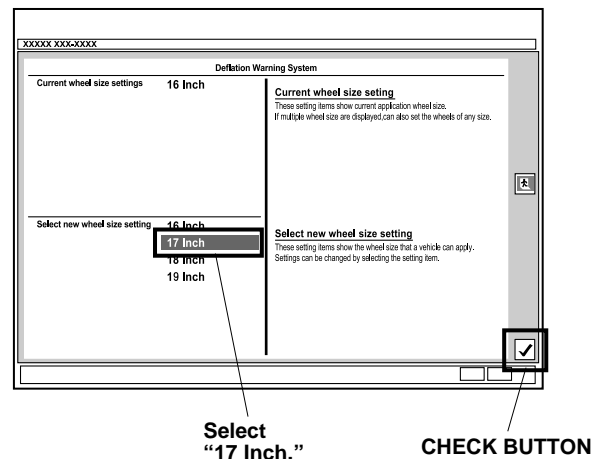 XXXXX XXX-XXXX
Deflation Warning System
Current wheel size settings
16 Inch
Current wheel size seting
These setting items show current application wheel size.
If multiple wheel size are displayed,can also set the wheels of any size.
Select new wheel size setting
16 Inch
17 Inch
18 Inch
19 Inch
Select new wheel size setting
These setting items show the wheel size that a vehicle can apply.
Settings can be changed by selecting the setting item.
Select
“17 Inch.”
CHECK BUTTON